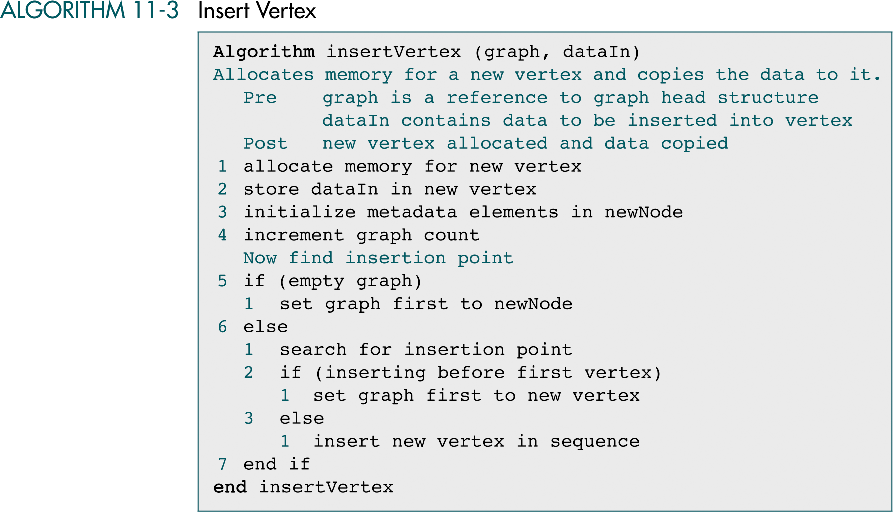 ALGORITHM 11-3 Insert Vertex
Algorithm insertVertex (graph, dataIn)
Allocates memory for a new vertex and copies the data to it.
Pre graph is a reference to graph head structure
dataIn contains data to be inserted into vertex
Post new vertex allocated and data copied
1 allocate memory for new vertex
2 store dataIn in new vertex
3 initialize metadata elements in newNode
4 increment graph count
Now find insertion point
5 if (empty graph)
1 set graph first to newNode
6 else
1 search for insertion point
2 if (inserting before first vertex)
1 set graph first to new vertex
3 else
1 insert new vertex in sequence
7 end if
end insertVertex